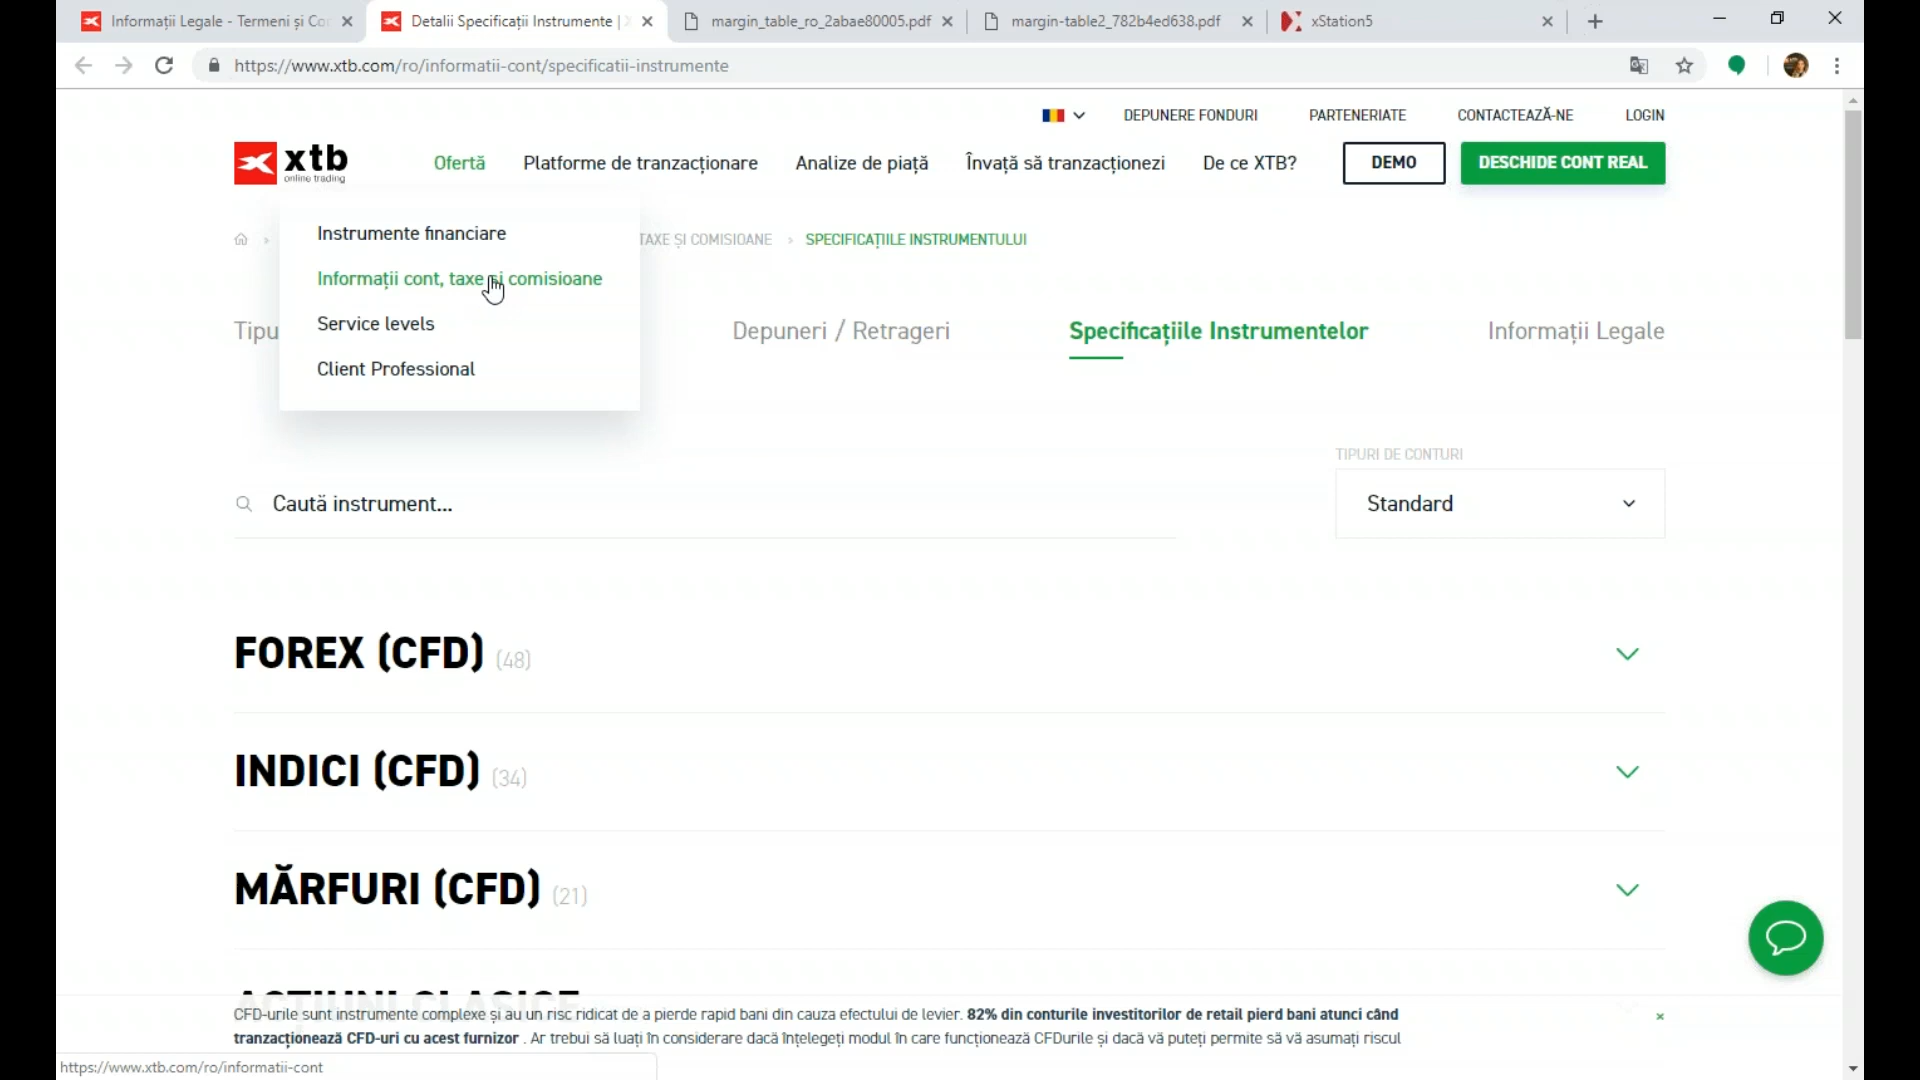 Informații Legale - Termeni și Co
Detalii Specificații Instrumente |
margin_table_ro_2abae80005.pdf
margin-table2_782b4ed638.pdf
xStation5
https://www.xtb.com/ro/informatii-cont/specificatii-instrumente
DEPUNERE FONDURI
PARTENERIATE
CONTACTEAZĂ-NE
LOGIN
xtb
online trading
Ofertă
Platforme de tranzacționare
Analize de piață
Învață să tranzacționezi
De ce XTB?
DEMO
DESCHIDE CONT REAL
TAXE ȘI COMISIOANE > SPECIFICAȚIILE INSTRUMENTULUI
Instrumente financiare
Informații cont, taxe și comisioane
Service levels
Client Professional
Tipu
Depuneri / Retrageri
Specificațiile Instrumentelor
Informații Legale
TIPURI DE CONTURI
Caută instrument...
Standard
FOREX (CFD) (48)
INDICI (CFD) (34)
MĂRFURI (CFD) (21)
ACȚIUNI CLASICE
CFD-urile sunt instrumente complexe și au un risc ridicat de a pierde rapid bani din cauza efectului de levier. 82% din conturile investitorilor de retail pierd bani atunci când
tranzacționează CFD-uri cu acest furnizor . Ar trebui să luați în considerare dacă înțelegeți modul în care funcționează CFDurile și dacă vă puteți permite să vă asumați riscul
https://www.xtb.com/ro/informatii-cont